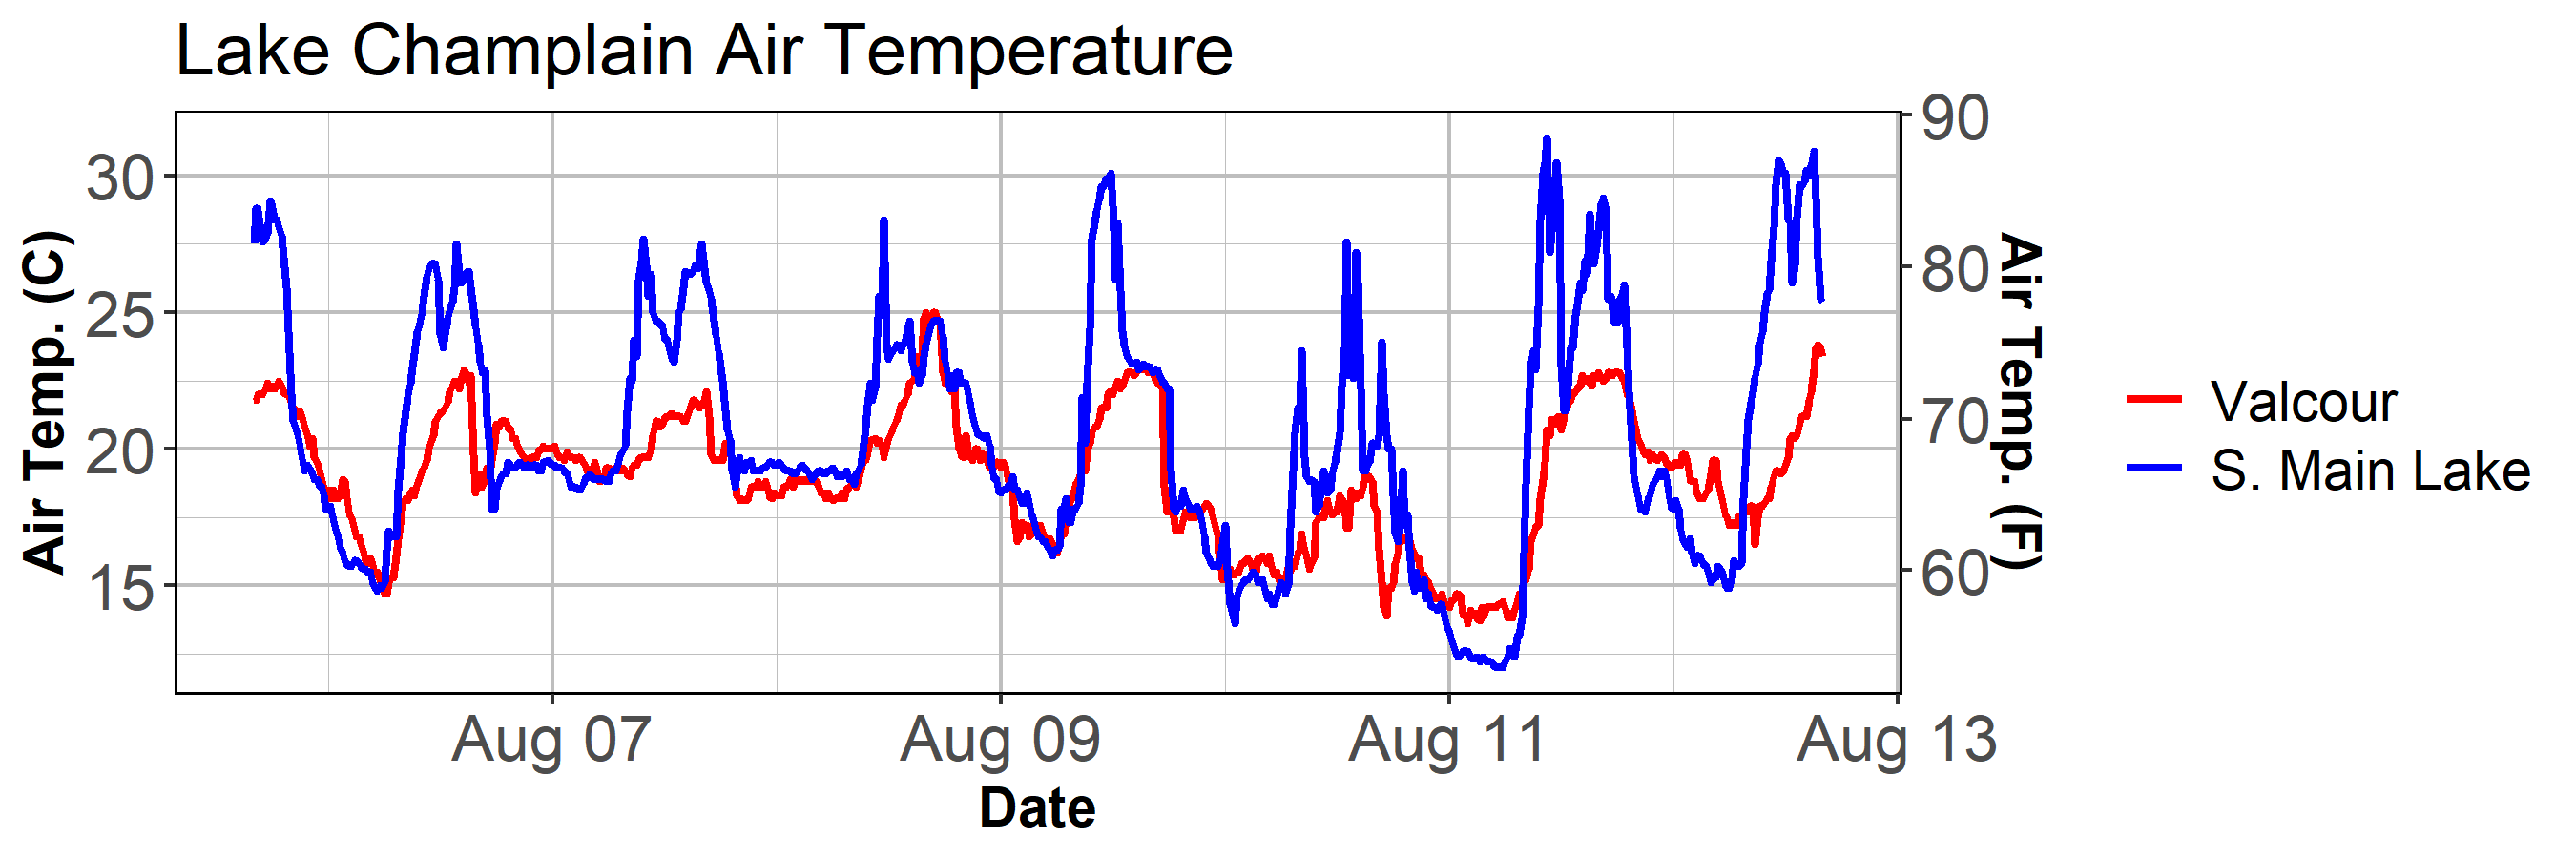 Lake Champlain Air Temperature
Air Temp. (C)
30
25
20
15
90
80
70
60
Air Temp. (F)
Aug 07
Aug 09
Aug 11
Aug 13
Date
Valcour
S. Main Lake